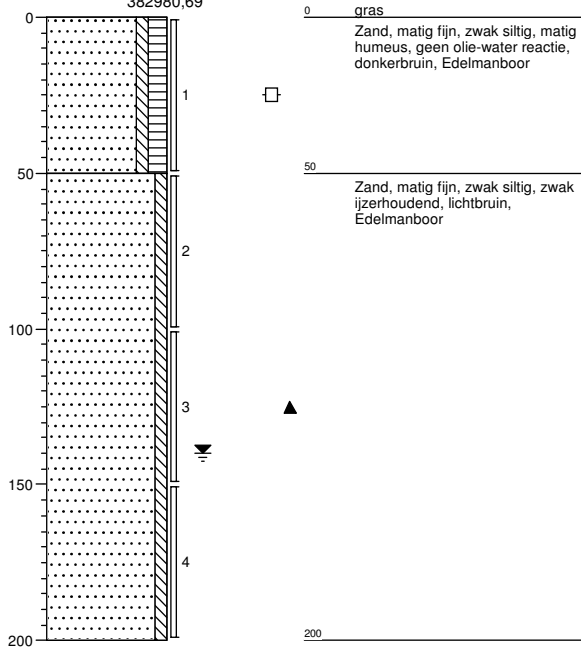 382980,69
0
50
100
150
200
1
2
3
4
0
gras
Zand, matig fijn, zwak siltig, matig
humeus, geen olie-water reactie,
donkerbruin, Edelmanboor
50
Zand, matig fijn, zwak siltig, zwak
ijzerhoudend, lichtbruin,
Edelmanboor
200